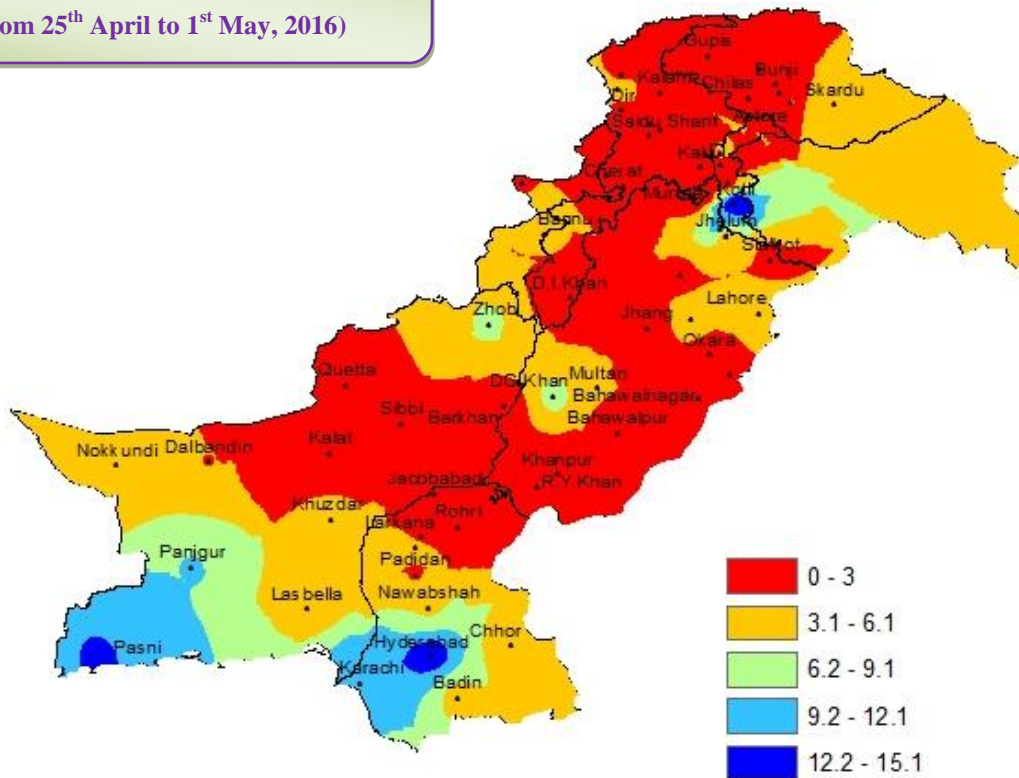 om 25th April to 1st May, 2016)
Gupis
Bunji
Kalam
Chilas
Skardu
Dir
Astore
Saidu Sharif
Cherat
Kotli
Bannu
Jhelum
Sialkot
D.I.Khan
Lahore
Zhob
Jhang
Okara
Quetta
DG Khan
Multan
Bahawalnagar
Sibbi
Barkhan
Bahawalpur
Kalat
Nokkundi
Dalbandin
Khanpur
Jacobabad
R.Y.Khan
Khuzdar
Rohri
Larkana
Panjgur
Padidan
Lasbella
Nawabshah
Chhor
Hyderabad
Pasni
Karachi
Badin
0 - 3
3.1 - 6.1
6.2 - 9.1
9.2 - 12.1
12.2 - 15.1